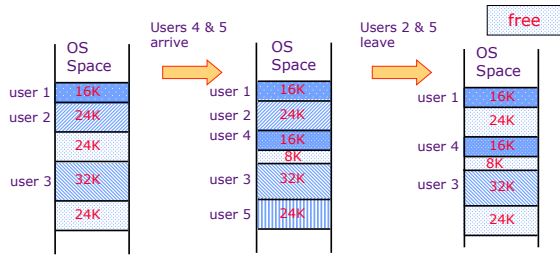 Users 4 & 5
arrive
Users 2 & 5
leave
free
OS
Space
user 1
16K
user 2
24K
24K
user 3
32K
24K
OS
Space
user 1
16K
user 2
24K
user 4
16K
8K
user 3
32K
user 5
24K
OS
Space
user 1
16K
24K
user 4
16K
8K
user 3
32K
24K